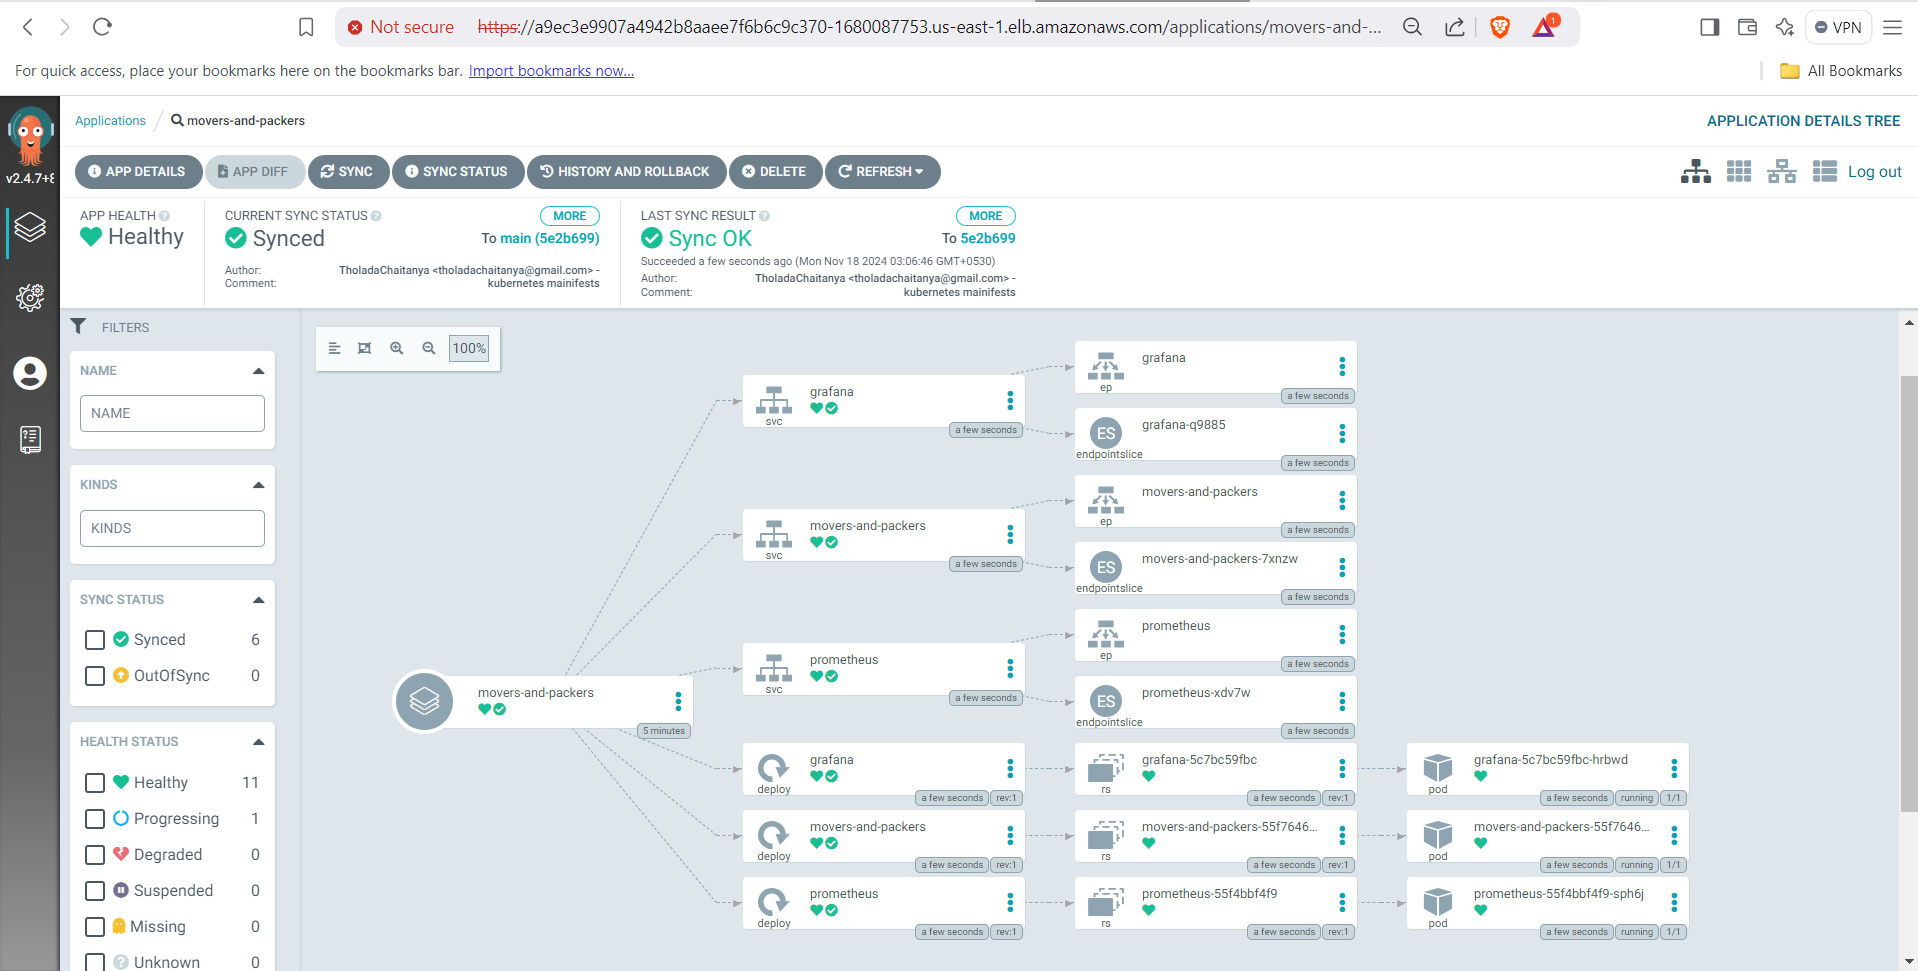 Not secure https://a9ec3e9907a4942b8aaee7f6b6c9c370-1680087753.us-east-1.elb.amazonaws.com/applications/movers-and-... 1 VPN
For quick access, place your bookmarks here on the bookmarks bar. Import bookmarks now... All Bookmarks
Applications / movers-and-packers APPLICATION DETAILS TREE
v2.4.7+8
APP DETAILS APP DIFF SYNC SYNC STATUS HISTORY AND ROLLBACK DELETE REFRESH Log out
APP HEALTH
Healthy
CURRENT SYNC STATUS MORE
Synced To main (5e2b699)
Author: TholadaChaitanya <tholadachaitanya@gmail.com> -
Comment: kubernetes mainifests
LAST SYNC RESULT MORE
Sync OK To 5e2b699
Succeeded a few seconds ago (Mon Nov 18 2024 03:06:46 GMT+0530)
Author: TholadaChaitanya <tholadachaitanya@gmail.com> -
Comment: kubernetes mainifests
FILTERS
NAME
NAME
KINDS
KINDS
SYNC STATUS
Synced 6
OutOfSync 0
HEALTH STATUS
Healthy 11
Progressing 1
Degraded 0
Suspended 0
Missing 0
Unknown 0
100%
movers-and-packers
5 minutes
grafana
svc
a few seconds
grafana
ep
a few seconds
ES
grafana-q9885
endpointslice
a few seconds
movers-and-packers
svc
a few seconds
movers-and-packers
ep
a few seconds
ES
movers-and-packers-7xnzw
endpointslice
a few seconds
prometheus
svc
a few seconds
prometheus
ep
a few seconds
ES
prometheus-xdv7w
endpointslice
a few seconds
grafana
deploy
a few seconds rev:1
grafana-5c7bc59fbc
rs
a few seconds rev:1
grafana-5c7bc59fbc-hrbwd
pod
a few seconds running 1/1
movers-and-packers
deploy
a few seconds rev:1
movers-and-packers-55f7646...
rs
a few seconds rev:1
movers-and-packers-55f7646...
pod
a few seconds running 1/1
prometheus
deploy
a few seconds rev:1
prometheus-55f4bbf4f9
rs
a few seconds rev:1
prometheus-55f4bbf4f9-sph6j
pod
a few seconds running 1/1